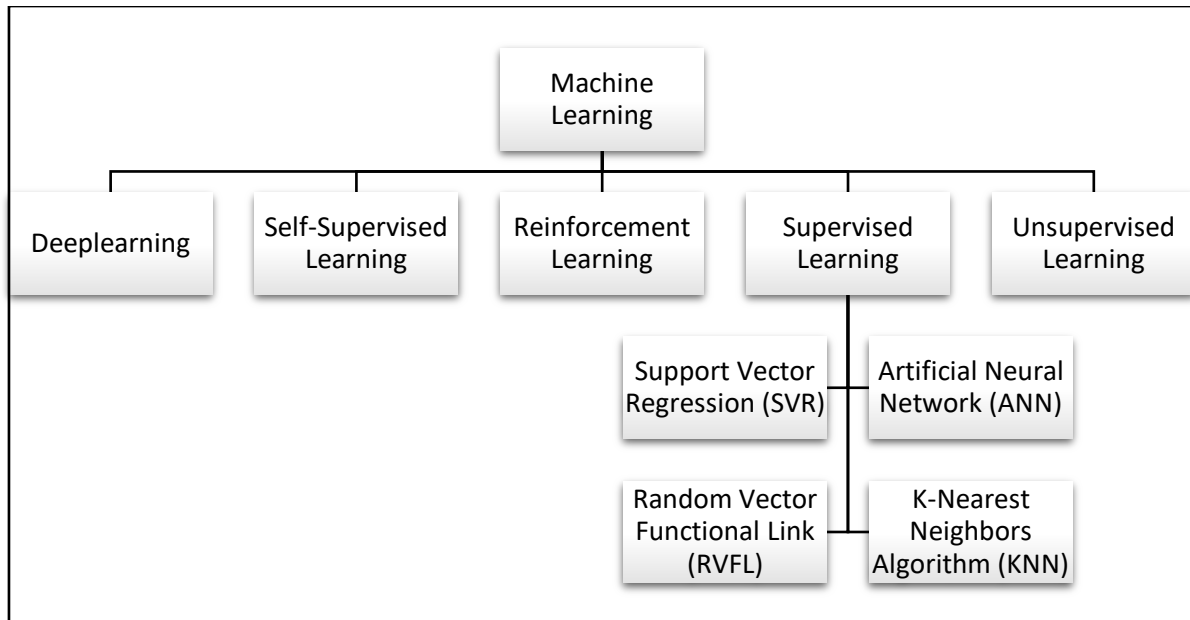 Machine
Learning
Deeplearning
Self-Supervised
Learning
Reinforcement
Learning
Supervised
Learning
Unsupervised
Learning
Support Vector
Regression (SVR)
Artificial Neural
Network (ANN)
Random Vector
Functional Link
(RVFL)
K-Nearest
Neighbors
Algorithm (KNN)